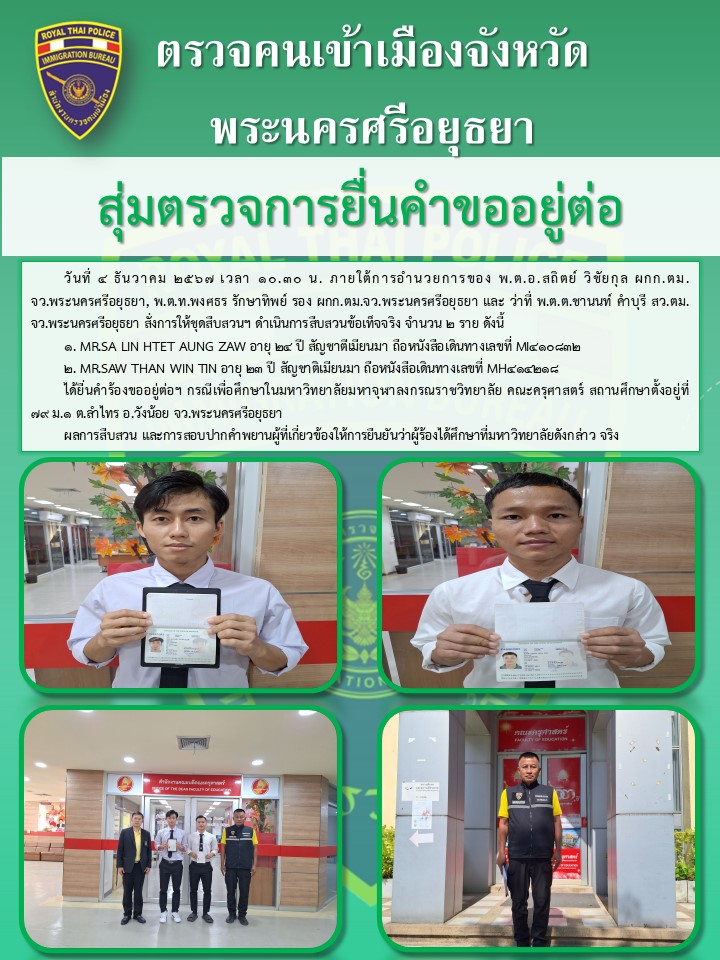 ROYAL THAI POLICE
IMMIGRATION BUREAU
สำนักงานตรวจคนเข้าเมือง
ตรวจคนเข้าเมืองจังหวัด
พระนครศรีอยุธยา
สุ่มตรวจการยื่นคำขออยู่ต่อ
วันที่ ๔ ธันวาคม ๒๕๖๗ เวลา ๑๐.๓๐ น. ภายใต้การอำนวยการของ พ.ต.อ.สถิตย์ วิชัยกุล ผกก.ตม.
จว.พระนครศรีอยุธยา, พ.ต.ท.พงศธร รักษาทิพย์ รอง ผกก.ตม.จว.พระนครศรีอยุธยา และ ว่าที่ พ.ต.ต.ชานนท์ คำบุรี สว.ตม.
จว.พระนครศรีอยุธยา สั่งการให้ชุดสืบสวนฯ ดำเนินการสืบสวนข้อเท็จจริง จำนวน ๒ ราย ดังนี้
๑. MR.SA LIN HTET AUNG ZAW อายุ ๒๔ ปี สัญชาตีเมียนมา ถือหนังสือเดินทางเลขที่ MI๔๑๐๘๓๒
๒. MR.SAW THAN WIN TIN อายุ ๒๓ ปี สัญชาติเมียนมา ถือหนังสือเดินทางเลขที่ MH๔๑๔๒๑๘
ได้ยื่นคำร้องขออยู่ต่อฯ กรณีเพื่อศึกษาในมหาวิทยาลัยมหาจุฬาลงกรณราชวิทยาลัย คณะครุศาสตร์ สถานศึกษาตั้งอยู่ที่
๗๙ ม.๑ ต.ลำไทร อ.วังน้อย จว.พระนครศรีอยุธยา
ผลการสืบสวน และการสอบปากคำพยานผู้ที่เกี่ยวข้องให้การยืนยันว่าผู้ร้องได้ศึกษาที่มหาวิทยาลัยดังกล่าว จริง
สำนักงานคณบดีคณะครุศาสตร์
OFFICE OF THE DEAN FACULTY OF EDUCATION
คณะครุศาสตร์
FACULTY OF EDUCATION